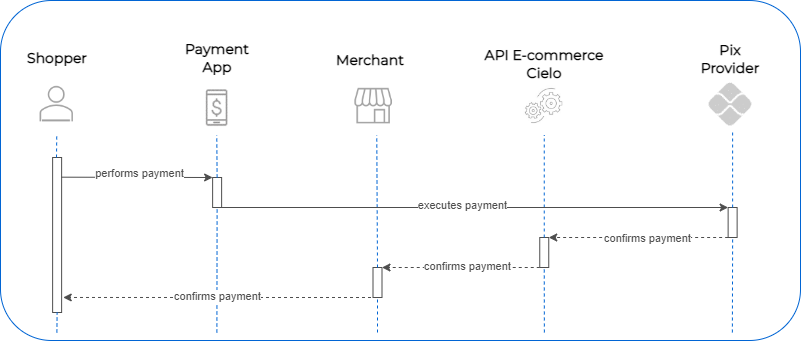 Shopper
Payment
App
Merchant
API E-commerce
Cielo
Pix
Provider
performs payment
executes payment
confirms payment
confirms payment
confirms payment